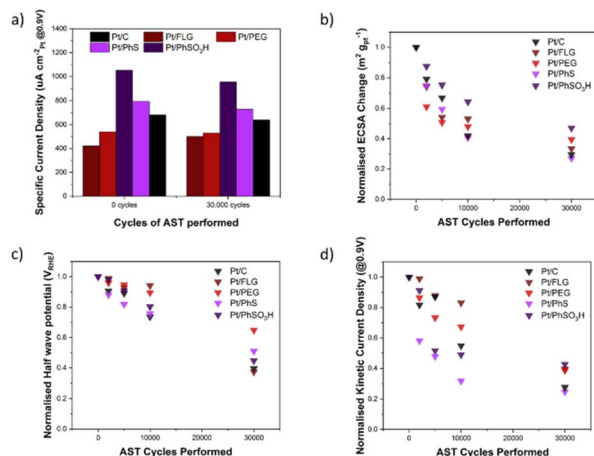 a)
Pt/C
Pt/FLG
Pt/PEG
Pt/PhS
Pt/PhSO₃H
Specific Current Density (uA cm⁻²Pt @0.9V)
1400
1200
1000
800
600
400
200
0
0 cycles
30.000 cycles
Cycles of AST performed
b)
Pt/C
Pt/FLG
Pt/PEG
Pt/PhS
Pt/PhSO₃H
Normalised ECSA Change (m² gpt⁻¹)
1.0
0.8
0.6
0.4
0.2
0.0
0
10000
20000
30000
AST Cycles Performed
c)
Pt/C
Pt/FLG
Pt/PEG
Pt/PhS
Pt/PhSO₃H
Normalised Half wave potential (VRHE)
1.0
0.8
0.6
0.4
0.2
0.0
0
10000
20000
30000
AST Cycles Performed
d)
Pt/C
Pt/FLG
Pt/PEG
Pt/PhS
Pt/PhSO₃H
Normalised Kinetic Current Density (@0.9V)
1.0
0.8
0.6
0.4
0.2
0.0
0
10000
20000
30000
AST Cycles Performed